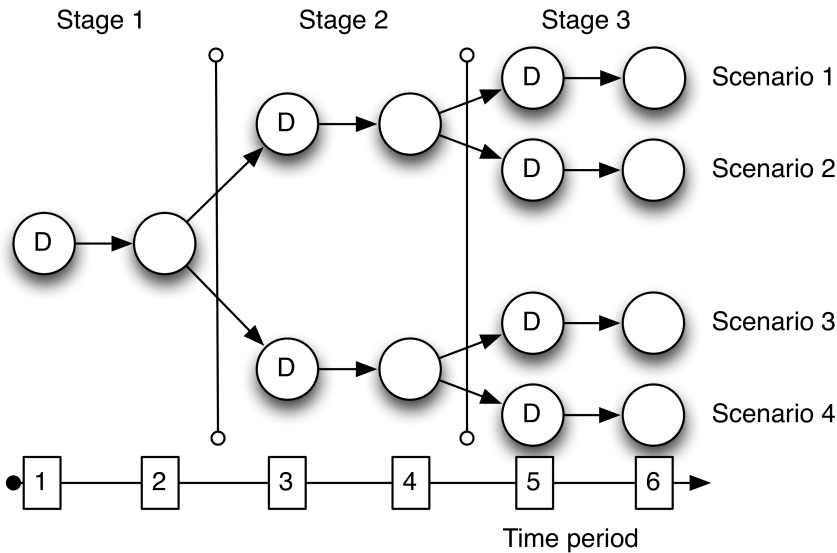 Stage 1
Stage 2
Stage 3
D
Scenario 1
D
D
Scenario 2
D
D
Scenario 3
D
D
Scenario 4
1
2
3
4
5
6
Time period